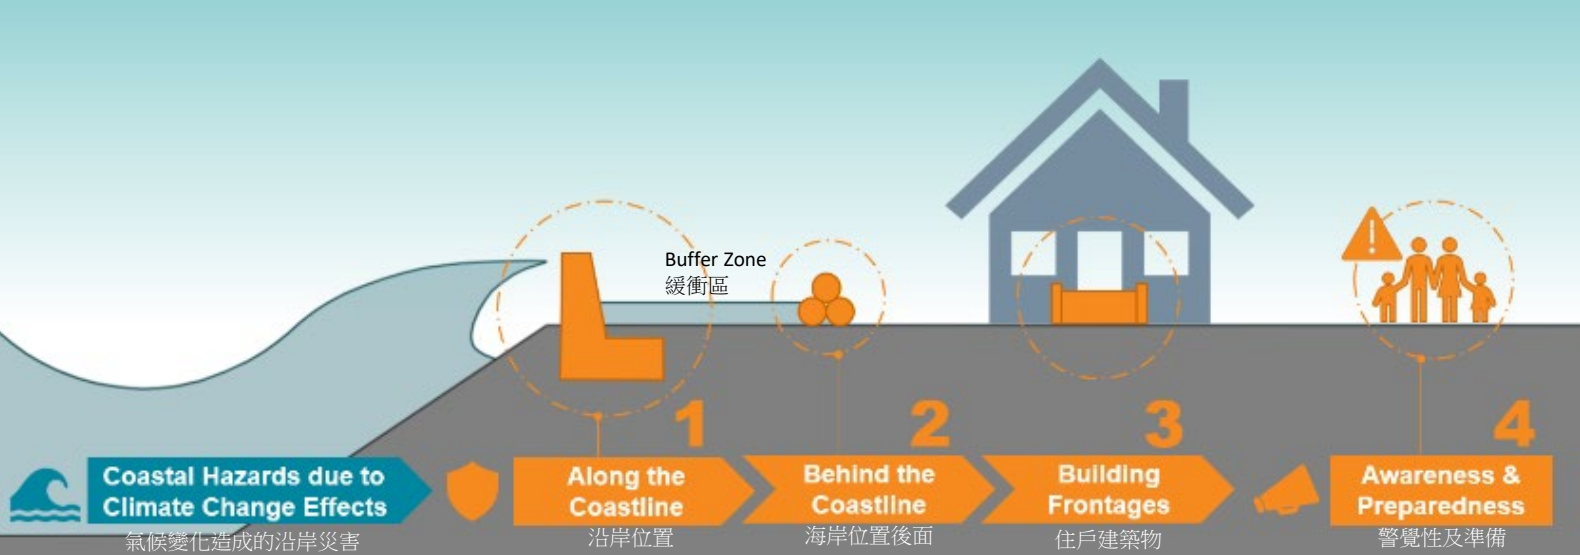 Buffer Zone
緩衝區
1
2
3
4
Coastal Hazards due to
Climate Change Effects
氣候變化造成的沿岸災害
Along the
Coastline
沿岸位置
Behind the
Coastline
海岸位置後面
Building
Frontages
住戶建築物
Awareness &
Preparedness
警覺性及準備